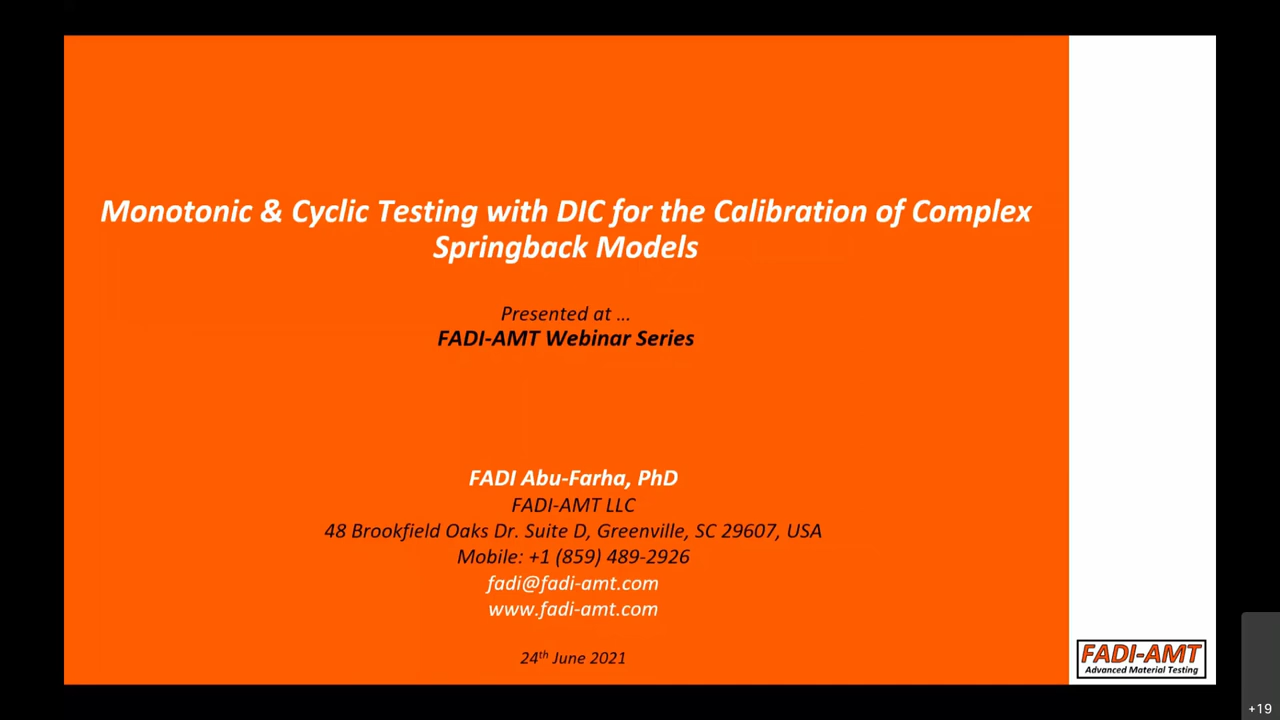 Monotonic & Cyclic Testing with DIC for the Calibration of Complex
Springback Models
Presented at ...
FADI-AMT Webinar Series
FADI Abu-Farha, PhD
FADI-AMT LLC
48 Brookfield Oaks Dr. Suite D, Greenville, SC 29607, USA
Mobile: +1 (859) 489-2926
fadi@fadi-amt.com
www.fadi-amt.com
24th June 2021
FADI-AMT
Advanced Material Testing
+19